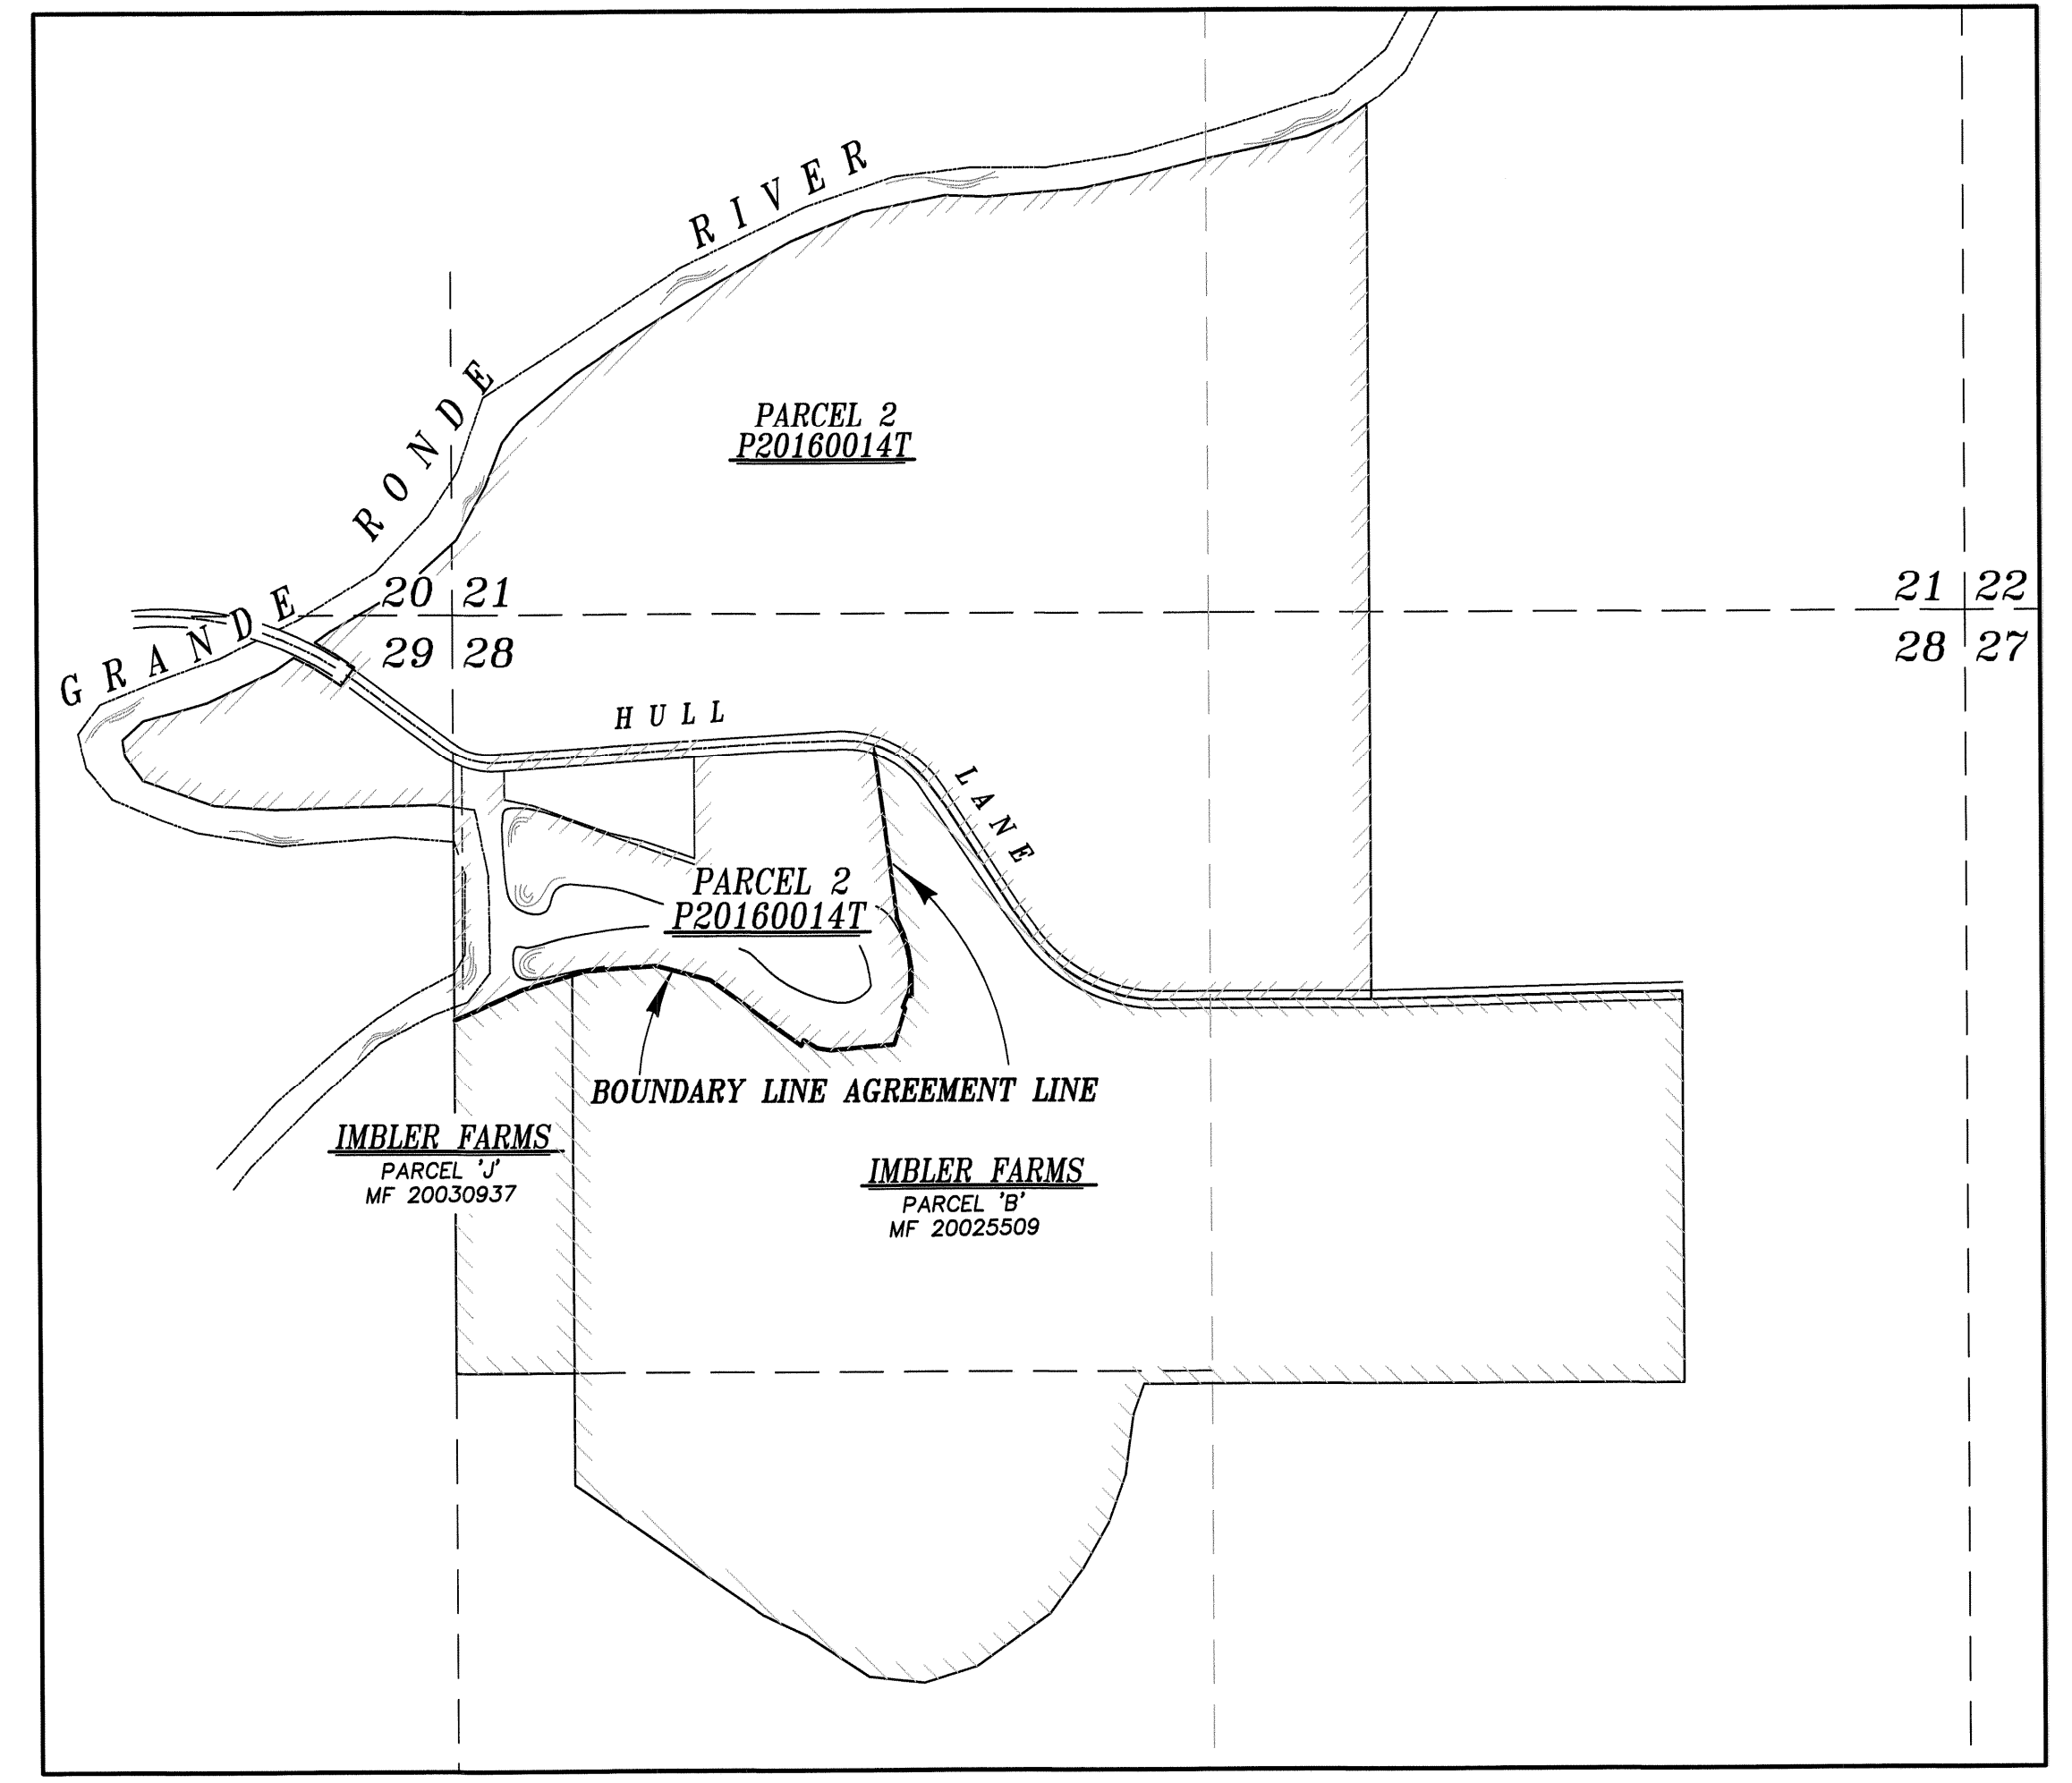 GRANDE RONDE RIVER
PARCEL 2
P20160014T
20 21
29 28
21 22
28 27
HULL LANE
PARCEL 2
P20160014T
BOUNDARY LINE AGREEMENT LINE
IMBLER FARMS
PARCEL 'J'
MF 20030937
IMBLER FARMS
PARCEL 'B'
MF 20025509